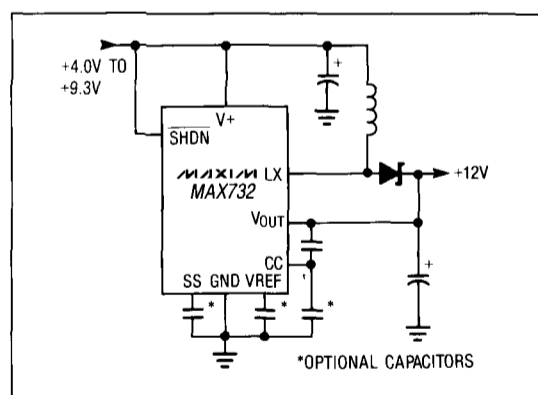 +4.0V TO
+9.3V
V+
SHDN
MAXIM LX
MAX732
+12V
VOUT
+
+
CC
SS GND VREF
* * *
*OPTIONAL CAPACITORS